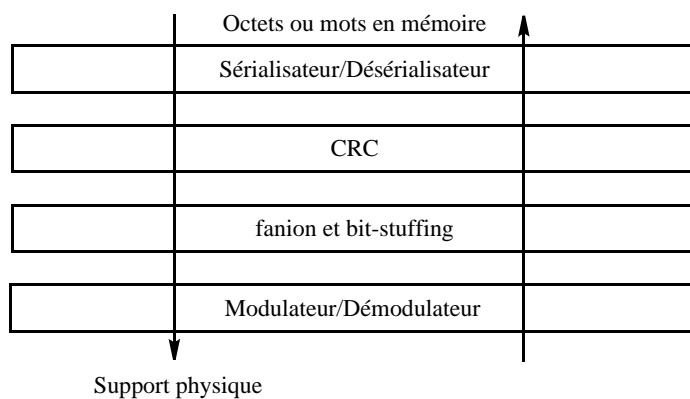 Octets ou mots en mémoire
Sérialisateur/Désérialisateur
CRC
fanion et bit-stuffing
Modulateur/Démodulateur
Support physique